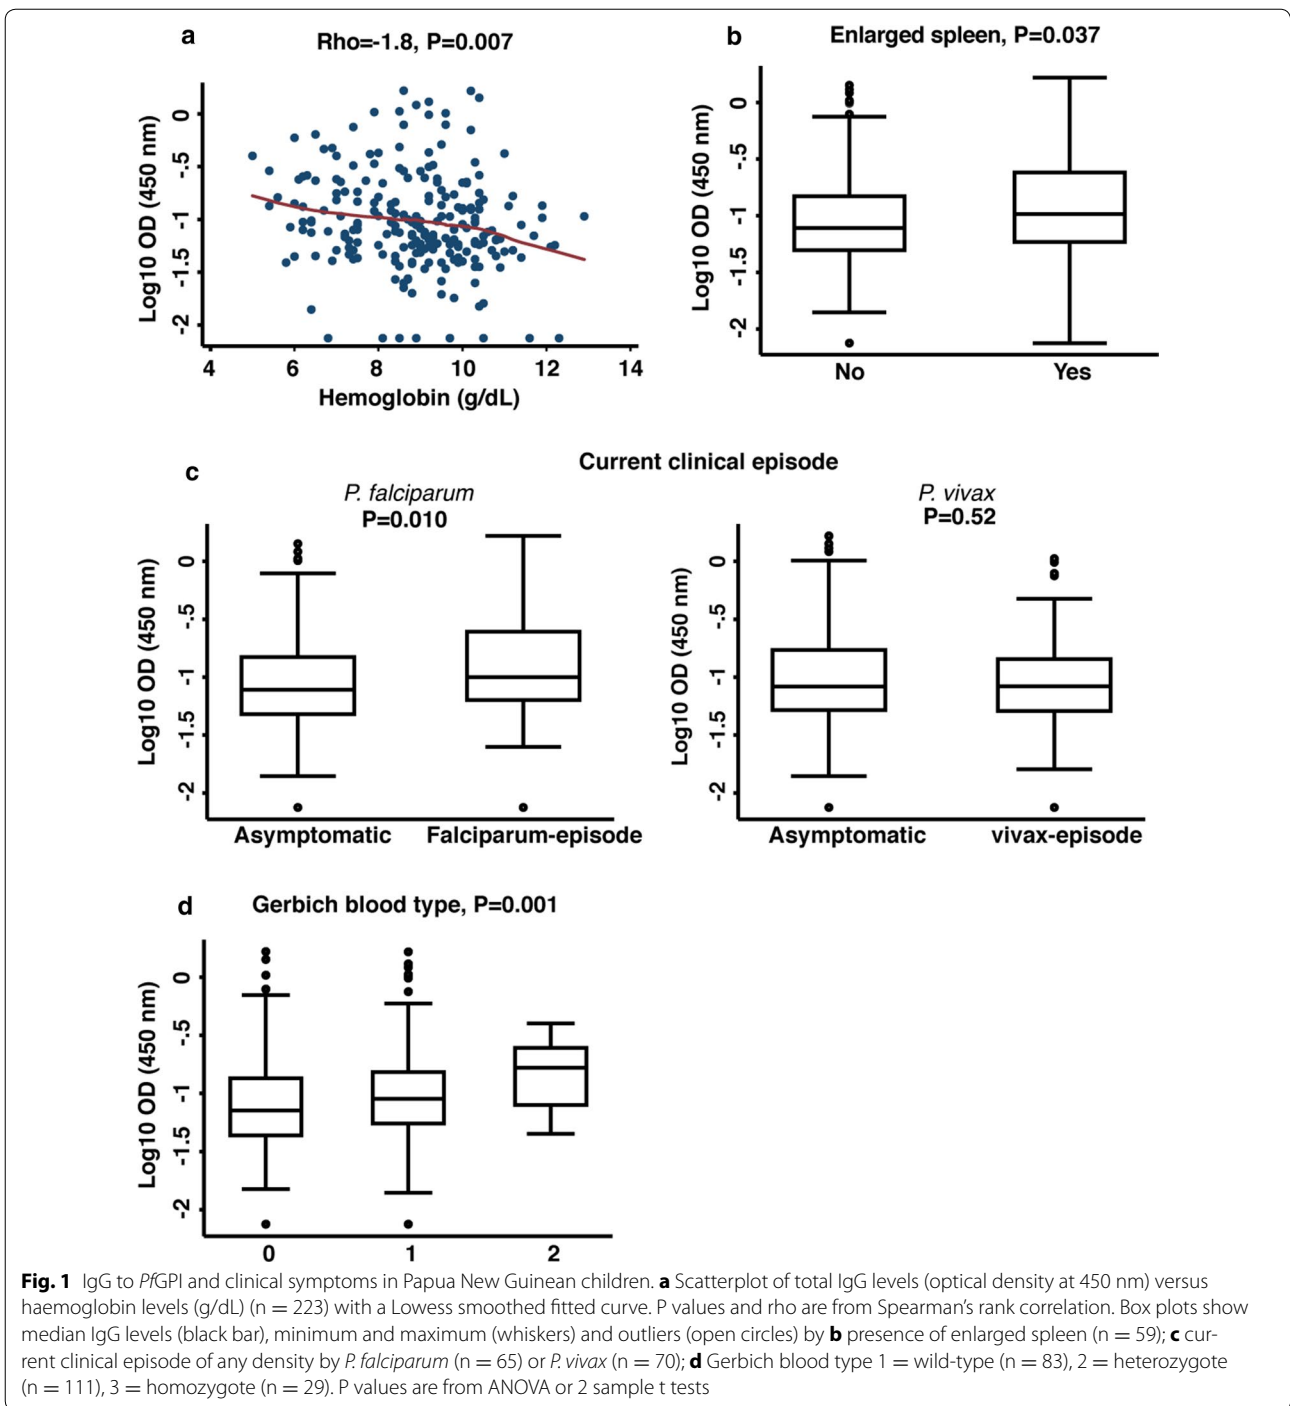 a
Rho=-1.8, P=0.007
Log10 OD (450 nm)
0
-.5
-1
-1.5
-2
4 6 8 10 12 14
Hemoglobin (g/dL)
b
Enlarged spleen, P=0.037
Log10 OD (450 nm)
0
-.5
-1
-1.5
-2
No Yes
c
Current clinical episode
P. falciparum
P=0.010
Log10 OD (450 nm)
0
-.5
-1
-1.5
-2
Asymptomatic Falciparum-episode
P. vivax
P=0.52
Log10 OD (450 nm)
0
-.5
-1
-1.5
-2
Asymptomatic vivax-episode
d
Gerbich blood type, P=0.001
Log10 OD (450 nm)
0
-.5
-1
-1.5
-2
0 1 2
Fig. 1 IgG to PfGPI and clinical symptoms in Papua New Guinean children. a Scatterplot of total IgG levels (optical density at 450 nm) versus
haemoglobin levels (g/dL) (n = 223) with a Lowess smoothed fitted curve. P values and rho are from Spearman's rank correlation. Box plots show
median IgG levels (black bar), minimum and maximum (whiskers) and outliers (open circles) by b presence of enlarged spleen (n = 59); c cur-
rent clinical episode of any density by P. falciparum (n = 65) or P. vivax (n = 70); d Gerbich blood type 1 = wild-type (n = 83), 2 = heterozygote
(n = 111), 3 = homozygote (n = 29). P values are from ANOVA or 2 sample t tests